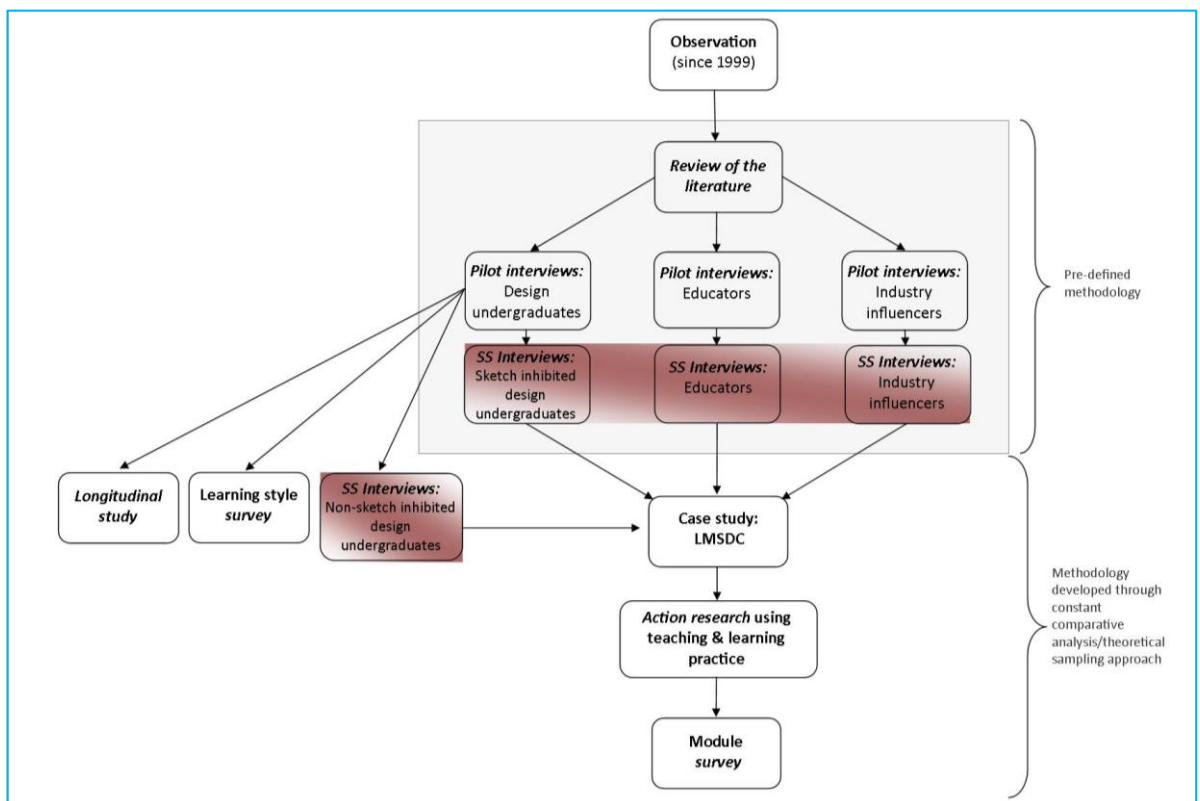 Observation
(since 1999)
Review of the
literature
Pilot interviews:
Design
undergraduates
Pilot interviews:
Educators
Pilot interviews:
Industry
influencers
Pre-defined
methodology
SS Interviews:
Sketch inhibited
design
undergraduates
SS Interviews:
Educators
SS Interviews:
Industry
influencers
Longitudinal
study
Learning style
survey
SS Interviews:
Non-sketch inhibited
design
undergraduates
Case study:
LMSDC
Methodology
developed through
constant
comparative
analysis/theoretical
sampling approach
Action research using
teaching & learning
practice
Module
survey